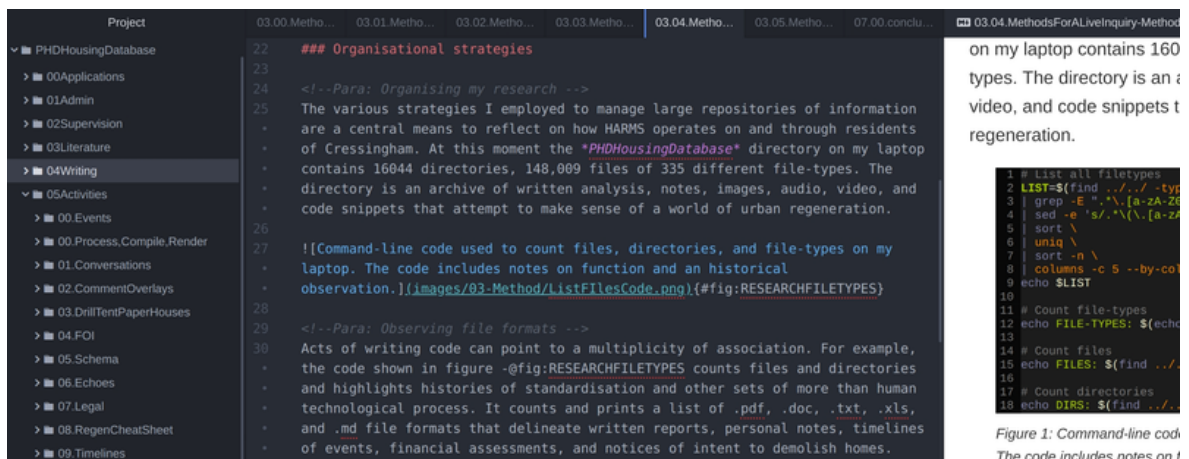 Project
PHDHousingDatabase
00Applications
01Admin
02Supervision
03Literature
04Writing
05Activities
00.Events
00.Process,Compile,Render
01.Conversations
02.CommentOverlays
03.DrillTentPaperHouses
04.FOI
05.Schema
06.Echoes
07.Legal
08.RegenCheatSheet
09.Timelines
03.00.Metho… 03.01.Metho… 03.02.Metho… 03.03.Metho… 03.04.Metho… 03.05.Metho… 07.00.conclu…
22 ### Organisational strategies
23
24 <!--Para: Organising my research -->
25 The various strategies I employed to manage large repositories of information
are a central means to reflect on how HARMS operates on and through residents
of Cressingham. At this moment the *PHDHousingDatabase* directory on my laptop
contains 16044 directories, 148,009 files of 335 different file-types. The
directory is an archive of written analysis, notes, images, audio, video, and
code snippets that attempt to make sense of a world of urban regeneration.
26
27 ![Command-line code used to count files, directories, and file-types on my
laptop. The code includes notes on function and an historical
observation.](images/03-Method/ListFIlesCode.png){#fig:RESEARCHFILETYPES}
28
29 <!--Para: Observing file formats -->
30 Acts of writing code can point to a multiplicity of association. For example,
the code shown in figure -@fig:RESEARCHFILETYPES counts files and directories
and highlights histories of standardisation and other sets of more than human
technological process. It counts and prints a list of .pdf, .doc, .txt, .xls,
and .md file formats that delineate written reports, personal notes, timelines
of events, financial assessments, and notices of intent to demolish homes.
03.04.MethodsForALiveInquiry-Method
on my laptop contains 160
types. The directory is an a
video, and code snippets t
regeneration.
1 # List all filetypes
2 LIST=$(find ../../ -typ
3 | grep -E ".*\.[a-zA-Z0
4 | sed -e 's/.*\(\.[a-zA
5 | sort \
6 | uniq \
7 | sort -n \
8 | columns -c 5 --by-col
9 echo $LIST
10
11 # Count file-types
12 echo FILE-TYPES: $(echo
13
14 # Count files
15 echo FILES: $(find ../.
16
17 # Count directories
18 echo DIRS: $(find ../..
Figure 1: Command-line code
The code includes notes on f